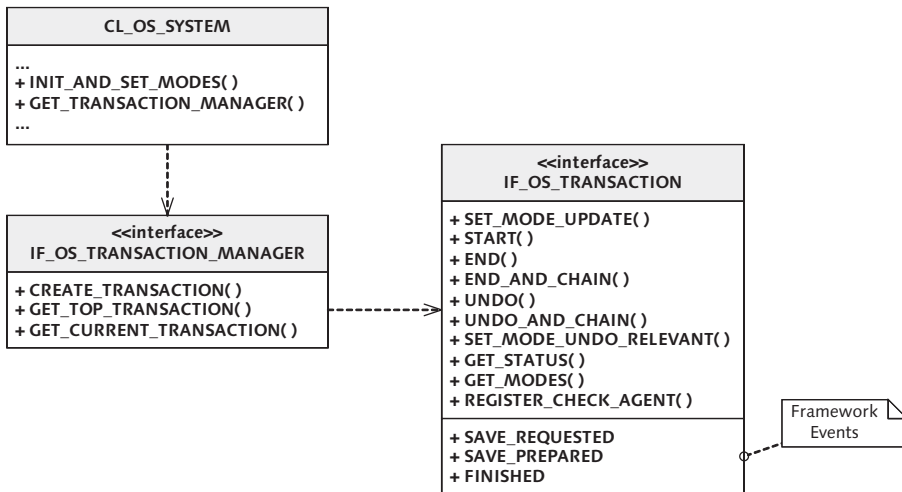 CL_OS_SYSTEM
...
+ INIT_AND_SET_MODES( )
+ GET_TRANSACTION_MANAGER( )
...
<<interface>>
IF_OS_TRANSACTION_MANAGER
+ CREATE_TRANSACTION( )
+ GET_TOP_TRANSACTION( )
+ GET_CURRENT_TRANSACTION( )
<<interface>>
IF_OS_TRANSACTION
+ SET_MODE_UPDATE( )
+ START( )
+ END( )
+ END_AND_CHAIN( )
+ UNDO( )
+ UNDO_AND_CHAIN( )
+ SET_MODE_UNDO_RELEVANT( )
+ GET_STATUS( )
+ GET_MODES( )
+ REGISTER_CHECK_AGENT( )
+ SAVE_REQUESTED
+ SAVE_PREPARED
+ FINISHED
Framework
Events